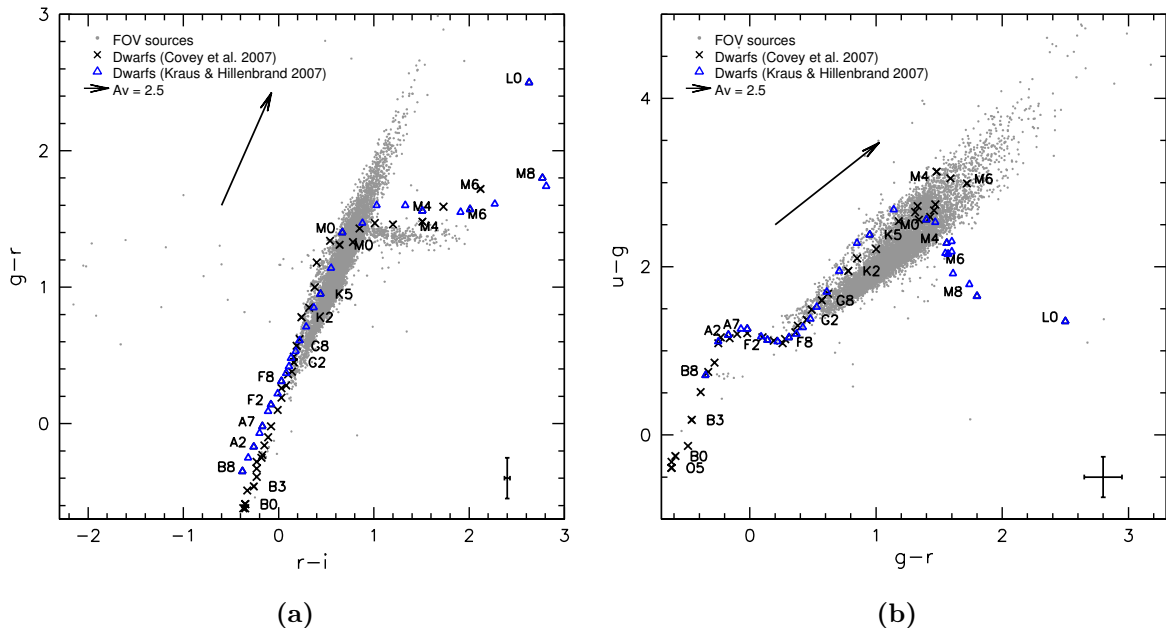 FOV sources
Dwarfs (Covey et al. 2007)
Dwarfs (Kraus & Hillenbrand 2007)
Av = 2.5
L0
M8
M6
M6
M4
M4
M0
M0
K5
K2
G8
G2
F8
F2
A7
A2
B8
B3
B0
3
2
1
0
−2
−1
0
1
2
3
g−r
r−i
(a)
FOV sources
Dwarfs (Covey et al. 2007)
Dwarfs (Kraus & Hillenbrand 2007)
Av = 2.5
M4
M6
M0
K5
M4
M6
M8
K2
L0
G8
G2
A2
A7
F2
F8
B8
B3
B0
O5
4
2
0
0
1
2
3
u−g
g−r
(b)